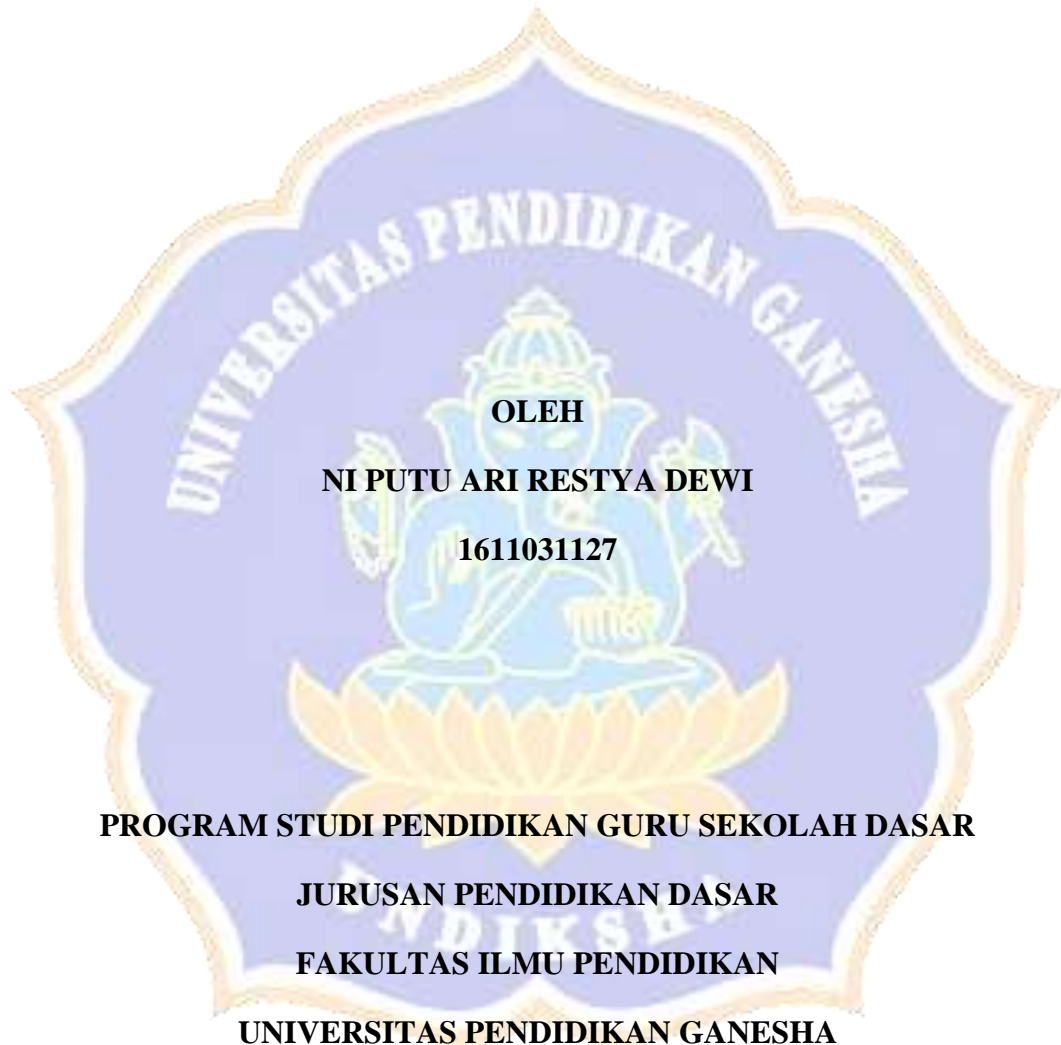 UNIVERSITAS PENDIDIKAN GANESHA
OLEH
NI PUTU ARI RESTYA DEWI
1611031127
PROGRAM STUDI PENDIDIKAN GURU SEKOLAH DASAR
JURUSAN PENDIDIKAN DASAR
UNDIKSHA
FAKULTAS ILMU PENDIDIKAN
UNIVERSITAS PENDIDIKAN GANESHA